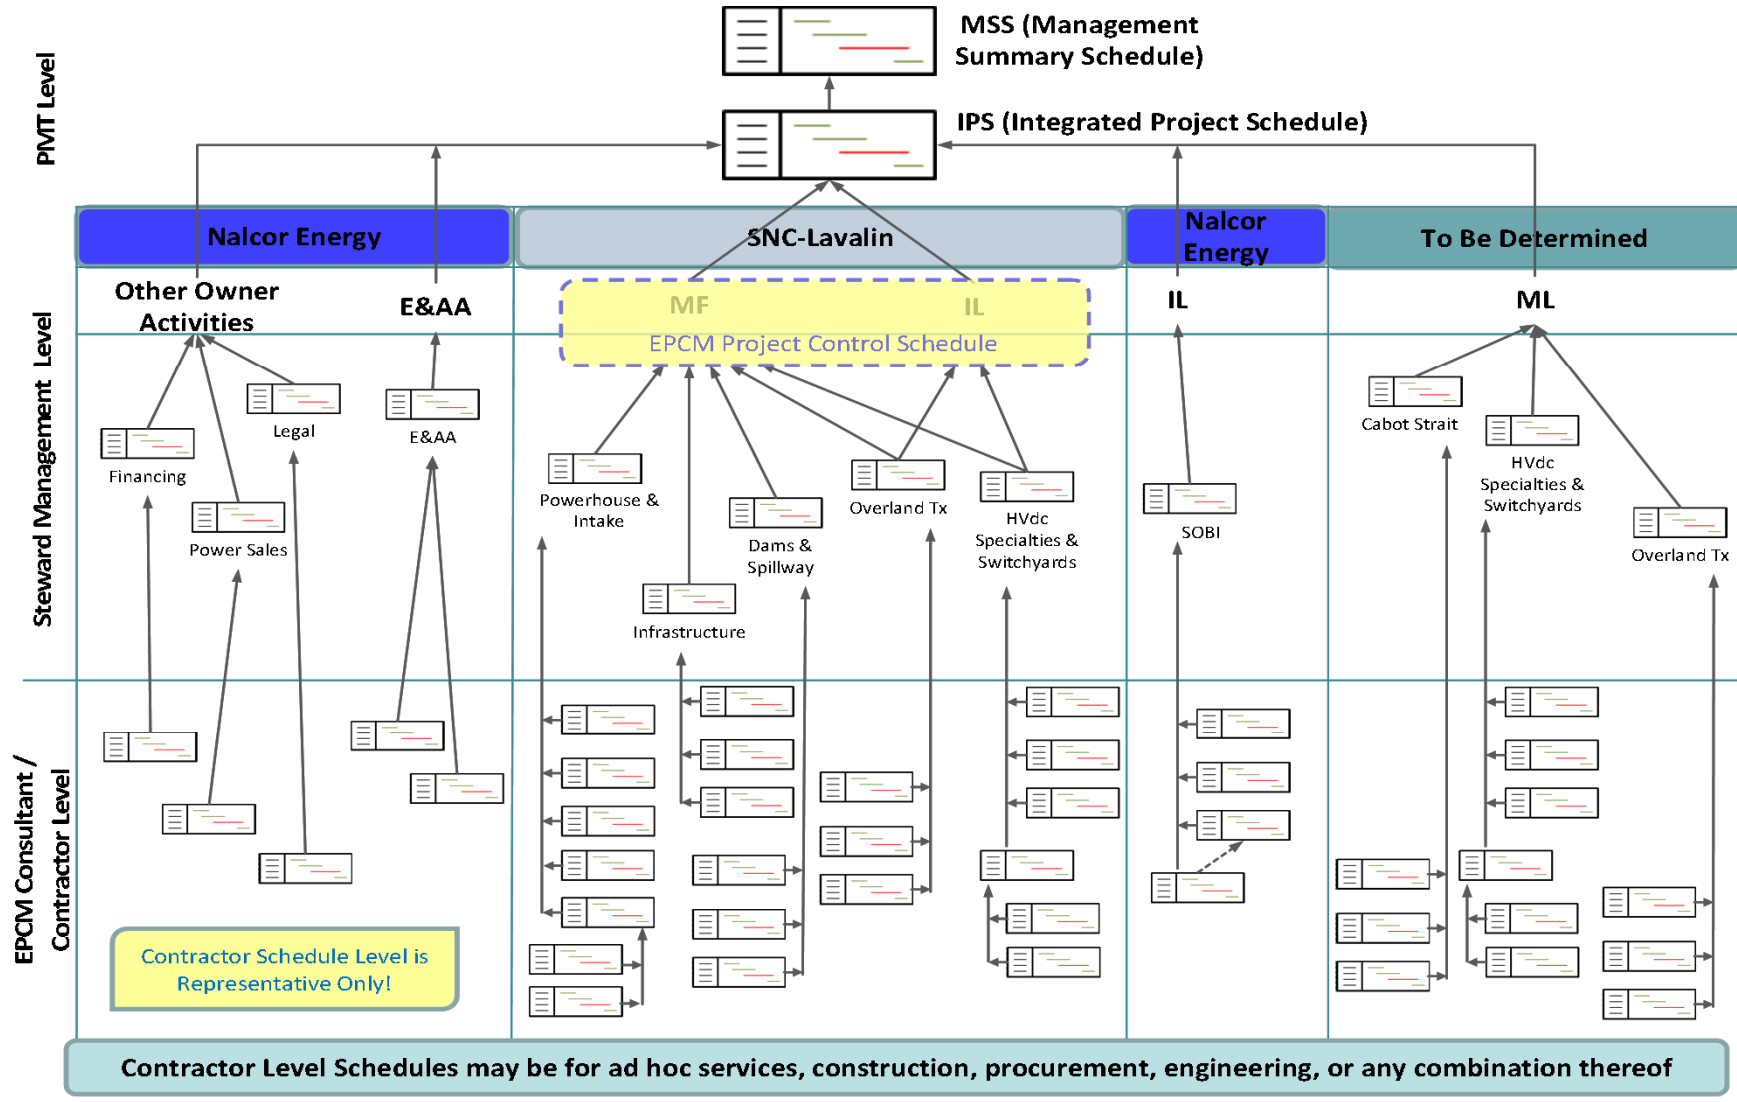 MSS (Management
Summary Schedule)
IPS (Integrated Project Schedule)
PMT Level
Nalcor Energy
SNC-Lavalin
Nalcor
Energy
To Be Determined
Steward Management Level
Other Owner
Activities
E&AA
MF
IL
EPCM Project Control Schedule
IL
ML
Financing
Legal
Power Sales
E&AA
Powerhouse &
Intake
Infrastructure
Dams &
Spillway
Overland Tx
HVdc
Specialties &
Switchyards
SOBI
Cabot Strait
HVdc
Specialties &
Switchyards
Overland Tx
EPCM Consultant /
Contractor Level
Contractor Schedule Level is
Representative Only!
Contractor Level Schedules may be for ad hoc services, construction, procurement, engineering, or any combination thereof